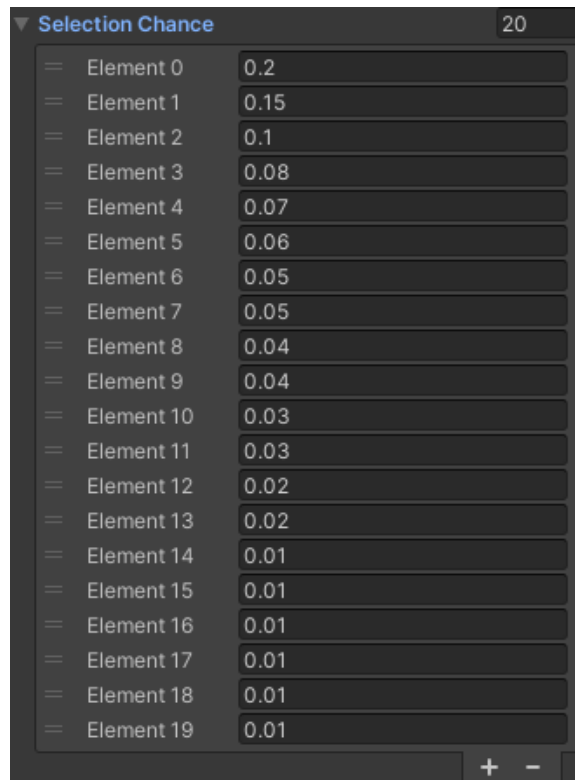 Selection Chance 20
Element 0 0.2
Element 1 0.15
Element 2 0.1
Element 3 0.08
Element 4 0.07
Element 5 0.06
Element 6 0.05
Element 7 0.05
Element 8 0.04
Element 9 0.04
Element 10 0.03
Element 11 0.03
Element 12 0.02
Element 13 0.02
Element 14 0.01
Element 15 0.01
Element 16 0.01
Element 17 0.01
Element 18 0.01
Element 19 0.01
+ -